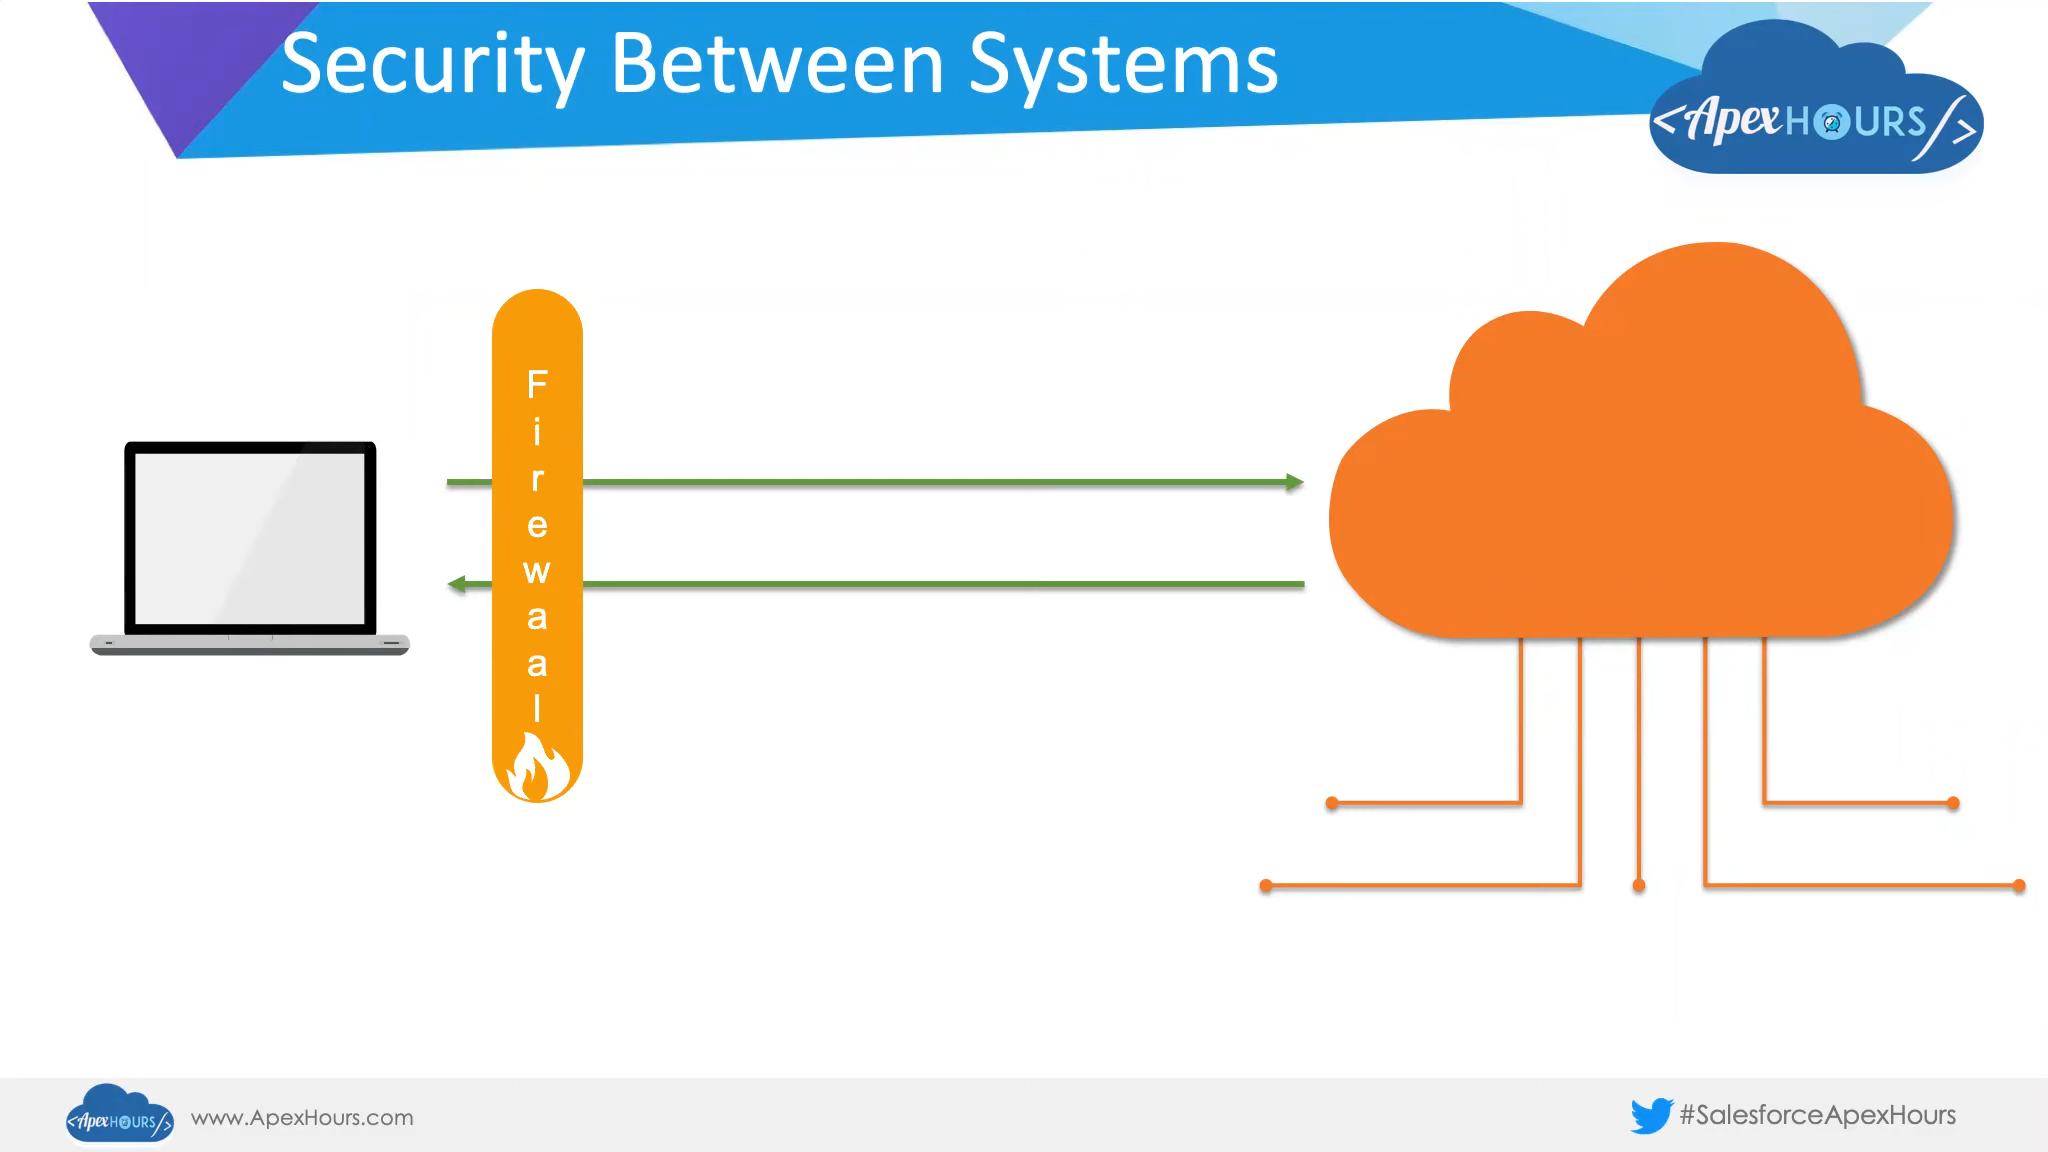 Security Between Systems
<ApexHOURS/>
F
i
r
e
w
a
a
l
<ApexHOURS/>
www.ApexHours.com
#SalesforceApexHours